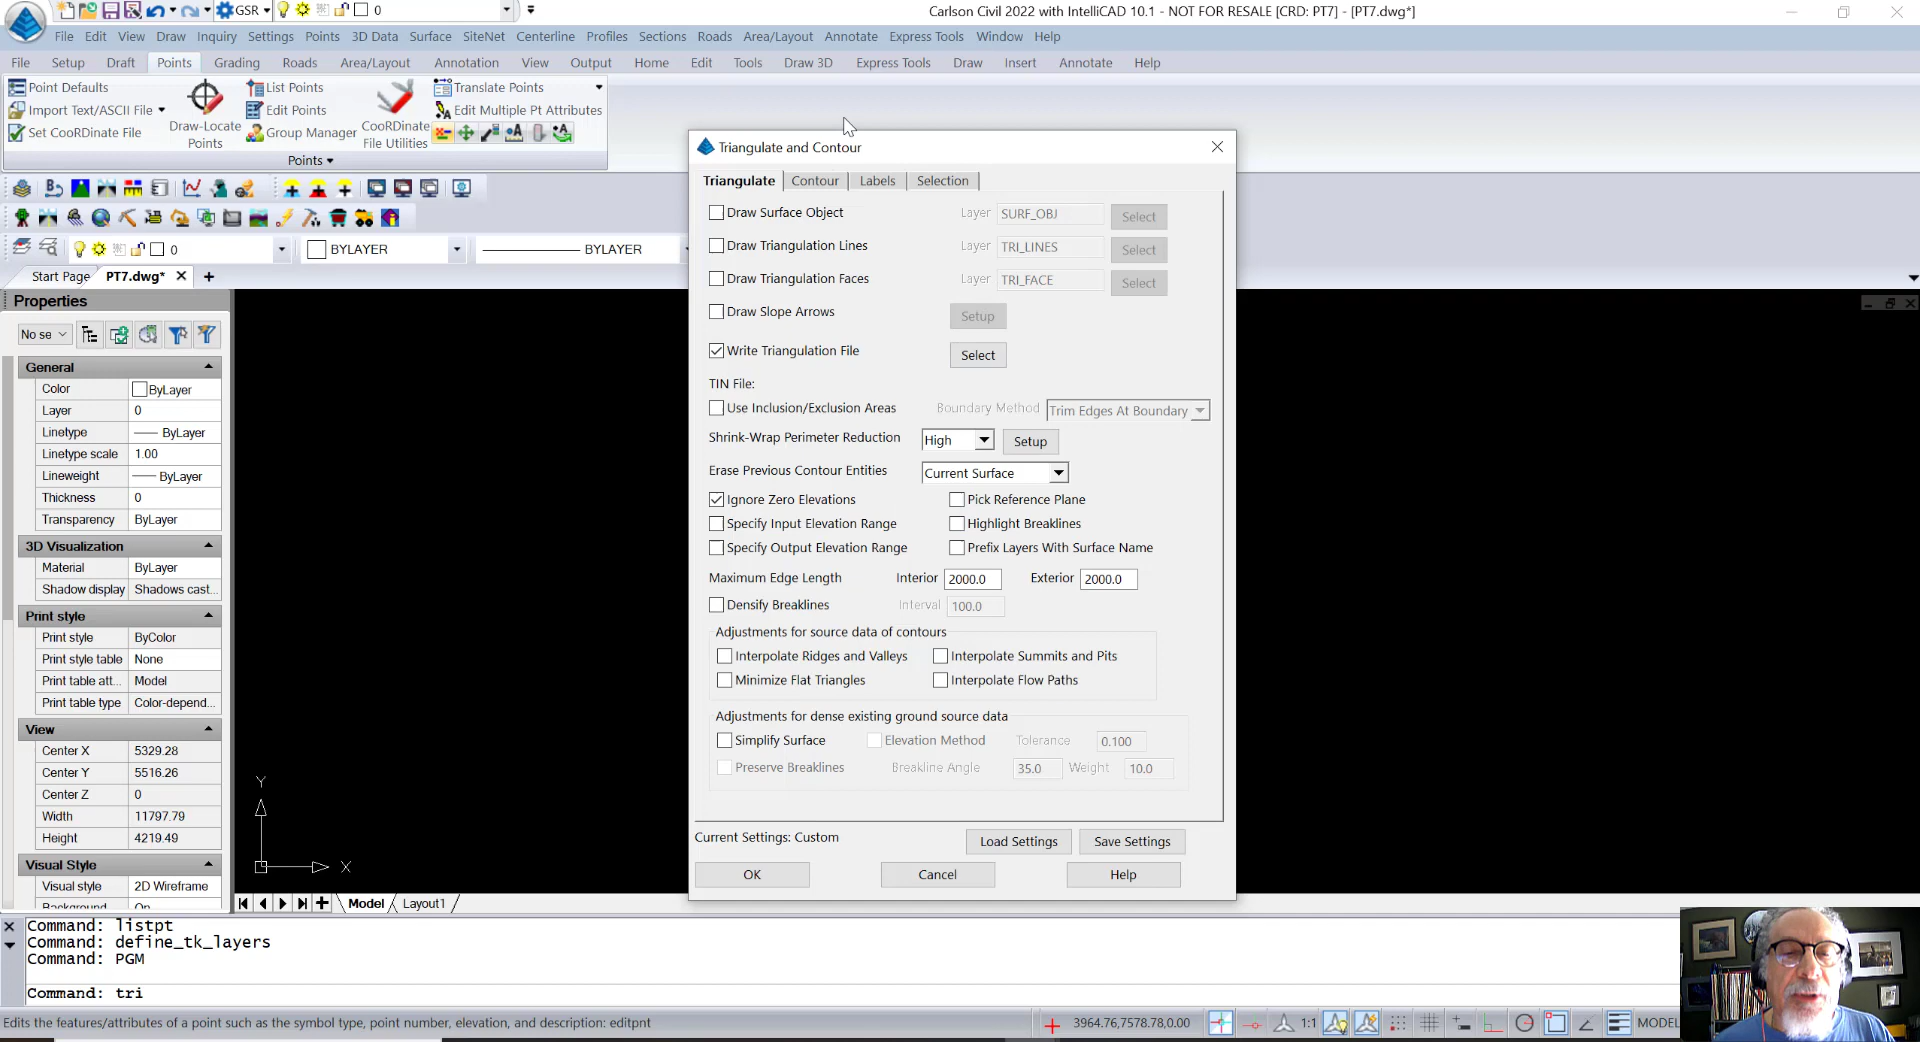 GSR 0 Carlson Civil 2022 with IntelliCAD 10.1 - NOT FOR RESALE [CRD: PT7] - [PT7.dwg*]
File Edit View Draw Inquiry Settings Points 3D Data Surface SiteNet Centerline Profiles Sections Roads Area/Layout Annotate Express Tools Window Help
File Setup Draft Points Grading Roads Area/Layout Annotation View Output Home Edit Tools Draw 3D Express Tools Draw Insert Annotate Help
Point Defaults
Import Text/ASCII File
Set CooRDinate File
Draw-Locate
Points
List Points
Edit Points
Group Manager
CooRDinate
File Utilities
Translate Points
Edit Multiple Pt Attributes
Points
0 BYLAYER BYLAYER
Start Page PT7.dwg*
Properties
No se
General
Color ByLayer
Layer 0
Linetype ByLayer
Linetype scale 1.00
Lineweight ByLayer
Thickness 0
Transparency ByLayer
3D Visualization
Material ByLayer
Shadow display Shadows cast...
Print style
Print style ByColor
Print style table None
Print table att... Model
Print table type Color-depend...
View
Center X 5329.28
Center Y 5516.26
Center Z 0
Width 11797.79
Height 4219.49
Visual Style
Visual style 2D Wireframe
Background On
Triangulate and Contour
Triangulate Contour Labels Selection
Draw Surface Object Layer SURF_OBJ Select
Draw Triangulation Lines Layer TRI_LINES Select
Draw Triangulation Faces Layer TRI_FACE Select
Draw Slope Arrows Setup
Write Triangulation File Select
TIN File:
Use Inclusion/Exclusion Areas Boundary Method Trim Edges At Boundary
Shrink-Wrap Perimeter Reduction High Setup
Erase Previous Contour Entities Current Surface
Ignore Zero Elevations Pick Reference Plane
Specify Input Elevation Range Highlight Breaklines
Specify Output Elevation Range Prefix Layers With Surface Name
Maximum Edge Length Interior 2000.0 Exterior 2000.0
Densify Breaklines Interval 100.0
Adjustments for source data of contours
Interpolate Ridges and Valleys Interpolate Summits and Pits
Minimize Flat Triangles Interpolate Flow Paths
Adjustments for dense existing ground source data
Simplify Surface Elevation Method Tolerance 0.100
Preserve Breaklines Breakline Angle 35.0 Weight 10.0
Current Settings: Custom Load Settings Save Settings
OK Cancel Help
Y
X
Model Layout1
Command: listpt
Command: define_tk_layers
Command: PGM
Command: tri
Edits the features/attributes of a point such as the symbol type, point number, elevation, and description: editpnt 3964.76,7578.78,0.00 1:1 MODEL